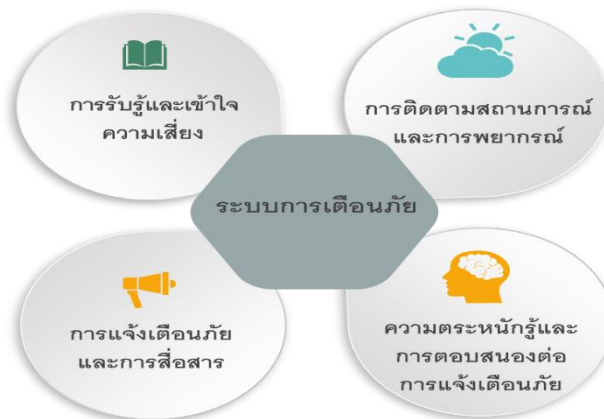 การรับรู้และเข้าใจ
ความเสี่ยง
การติดตามสถานการณ์
และการพยากรณ์
ระบบการเตือนภัย
การแจ้งเตือนภัย
และการสื่อสาร
ความตระหนักรู้และ
การตอบสนองต่อ
การแจ้งเตือนภัย